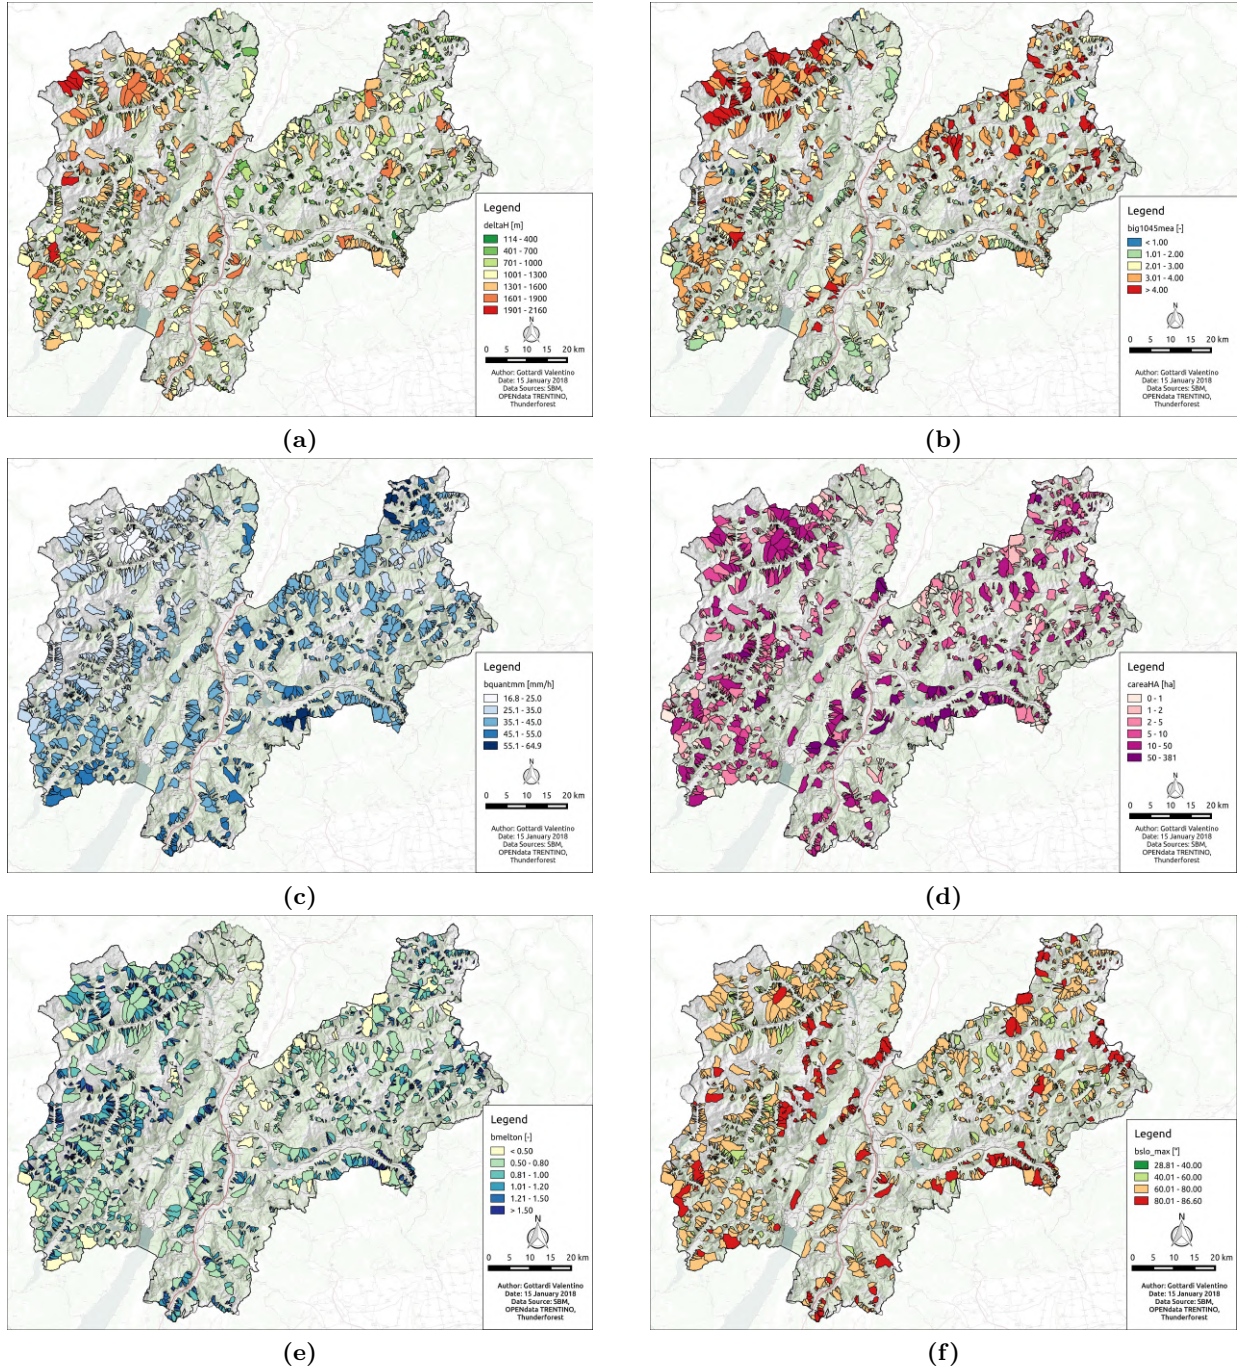 Legend
deltaH [m]
114 - 400
401 - 700
701 - 1000
1001 - 1300
1301 - 1600
1601 - 1900
1901 - 2160
N
0 5 10 15 20 km
Author: Gottardi Valentino
Date: 15 January 2018
Data Sources: SBM,
OPENdata TRENTINO,
Thunderforest
(a)
Legend
big1045mea [-]
< 1.00
1.01 - 2.00
2.01 - 3.00
3.01 - 4.00
> 4.00
N
0 5 10 15 20 km
Author: Gottardi Valentino
Date: 15 January 2018
Data Sources: SBM,
OPENdata TRENTINO,
Thunderforest
(b)
Legend
bquantmm [mm/h]
16.8 - 25.0
25.1 - 35.0
35.1 - 45.0
45.1 - 55.0
55.1 - 64.9
N
0 5 10 15 20 km
Author: Gottardi Valentino
Date: 15 January 2018
Data Sources: SBM,
OPENdata TRENTINO,
Thunderforest
(c)
Legend
careaHA [ha]
0 - 1
1 - 2
2 - 5
5 - 10
10 - 50
50 - 381
N
0 5 10 15 20 km
Author: Gottardi Valentino
Date: 15 January 2018
Data Sources: SBM,
OPENdata TRENTINO,
Thunderforest
(d)
Legend
bmelton [-]
< 0.50
0.50 - 0.80
0.81 - 1.00
1.01 - 1.20
1.21 - 1.50
> 1.50
N
0 5 10 15 20 km
Author: Gottardi Valentino
Date: 15 January 2018
Data Source: SBM,
OPENdata TRENTINO,
Thunderforest
(e)
Legend
bslo_max [°]
28.81 - 40.00
40.01 - 60.00
60.01 - 80.00
80.01 - 86.60
N
0 5 10 15 20 km
Author: Gottardi Valentino
Date: 15 January 2018
Data Source: SBM,
OPENdata TRENTINO,
Thunderforest
(f)